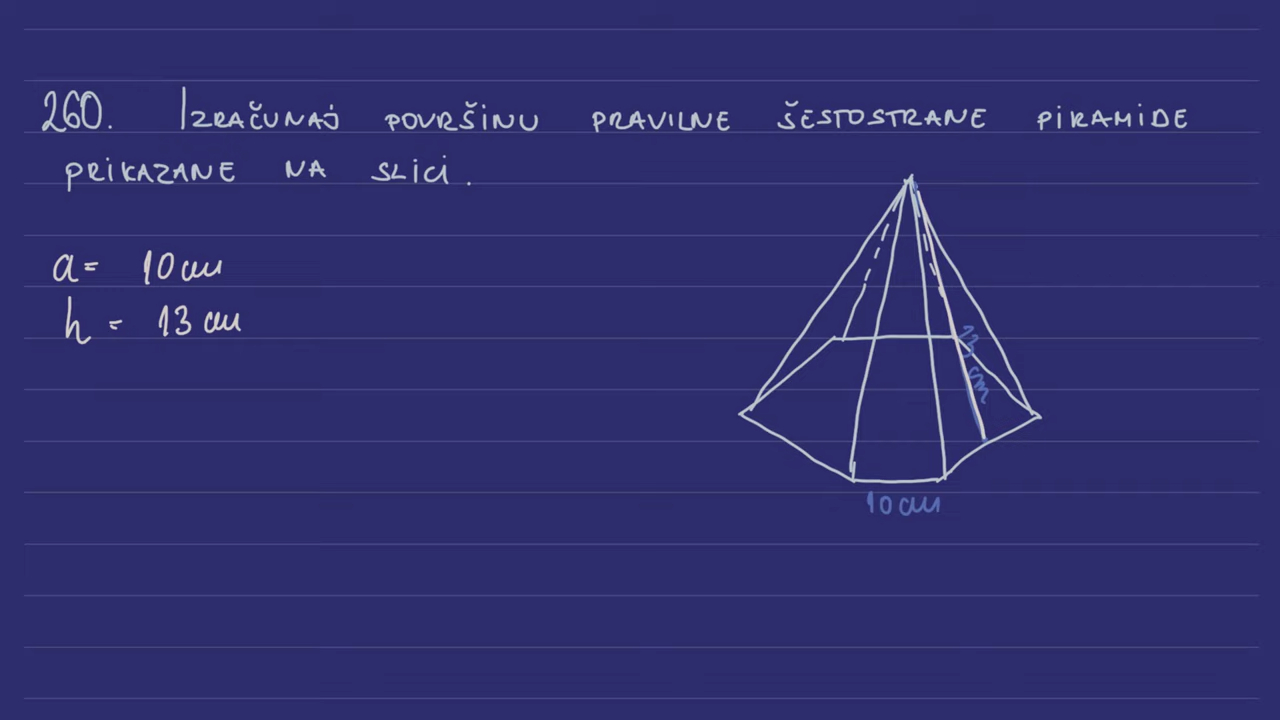 260. IZRAČUNAJ POVRŠINU PRAVILNE ŠESTOSTRANE PIRAMIDE
PRIKAZANE NA SLICI.
a = 10 cm
h = 13 cm
13 cm
10 cm